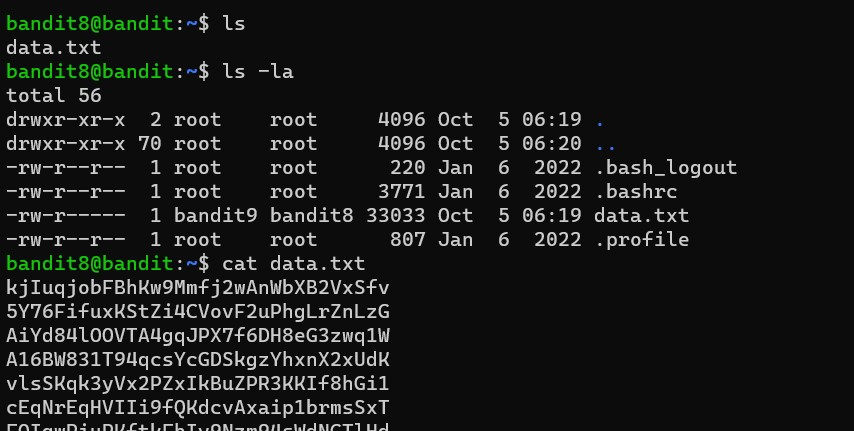 bandit8@bandit:~$ ls
data.txt
bandit8@bandit:~$ ls -la
total 56
drwxr-xr-x  2 root    root     4096 Oct  5 06:19 .
drwxr-xr-x 70 root    root     4096 Oct  5 06:20 ..
-rw-r--r--  1 root    root      220 Jan  6  2022 .bash_logout
-rw-r--r--  1 root    root     3771 Jan  6  2022 .bashrc
-rw-r-----  1 bandit9 bandit8 33033 Oct  5 06:19 data.txt
-rw-r--r--  1 root    root      807 Jan  6  2022 .profile
bandit8@bandit:~$ cat data.txt
kjIuqjobFBhKw9Mmfj2wAnWbXB2VxSfv
5Y76FifuxKStZi4CVovF2uPhgLrZnLzG
AiYd84lOOVTA4gqJPX7f6DH8eG3zwq1W
A16BW831T94qcsYcGDSkgzYhxnX2xUdK
vlsSKqk3yVx2PZxIkBuZPR3KKIf8hGi1
cEqNrEqHVIIi9fQKdcvAxaip1brmsSxT